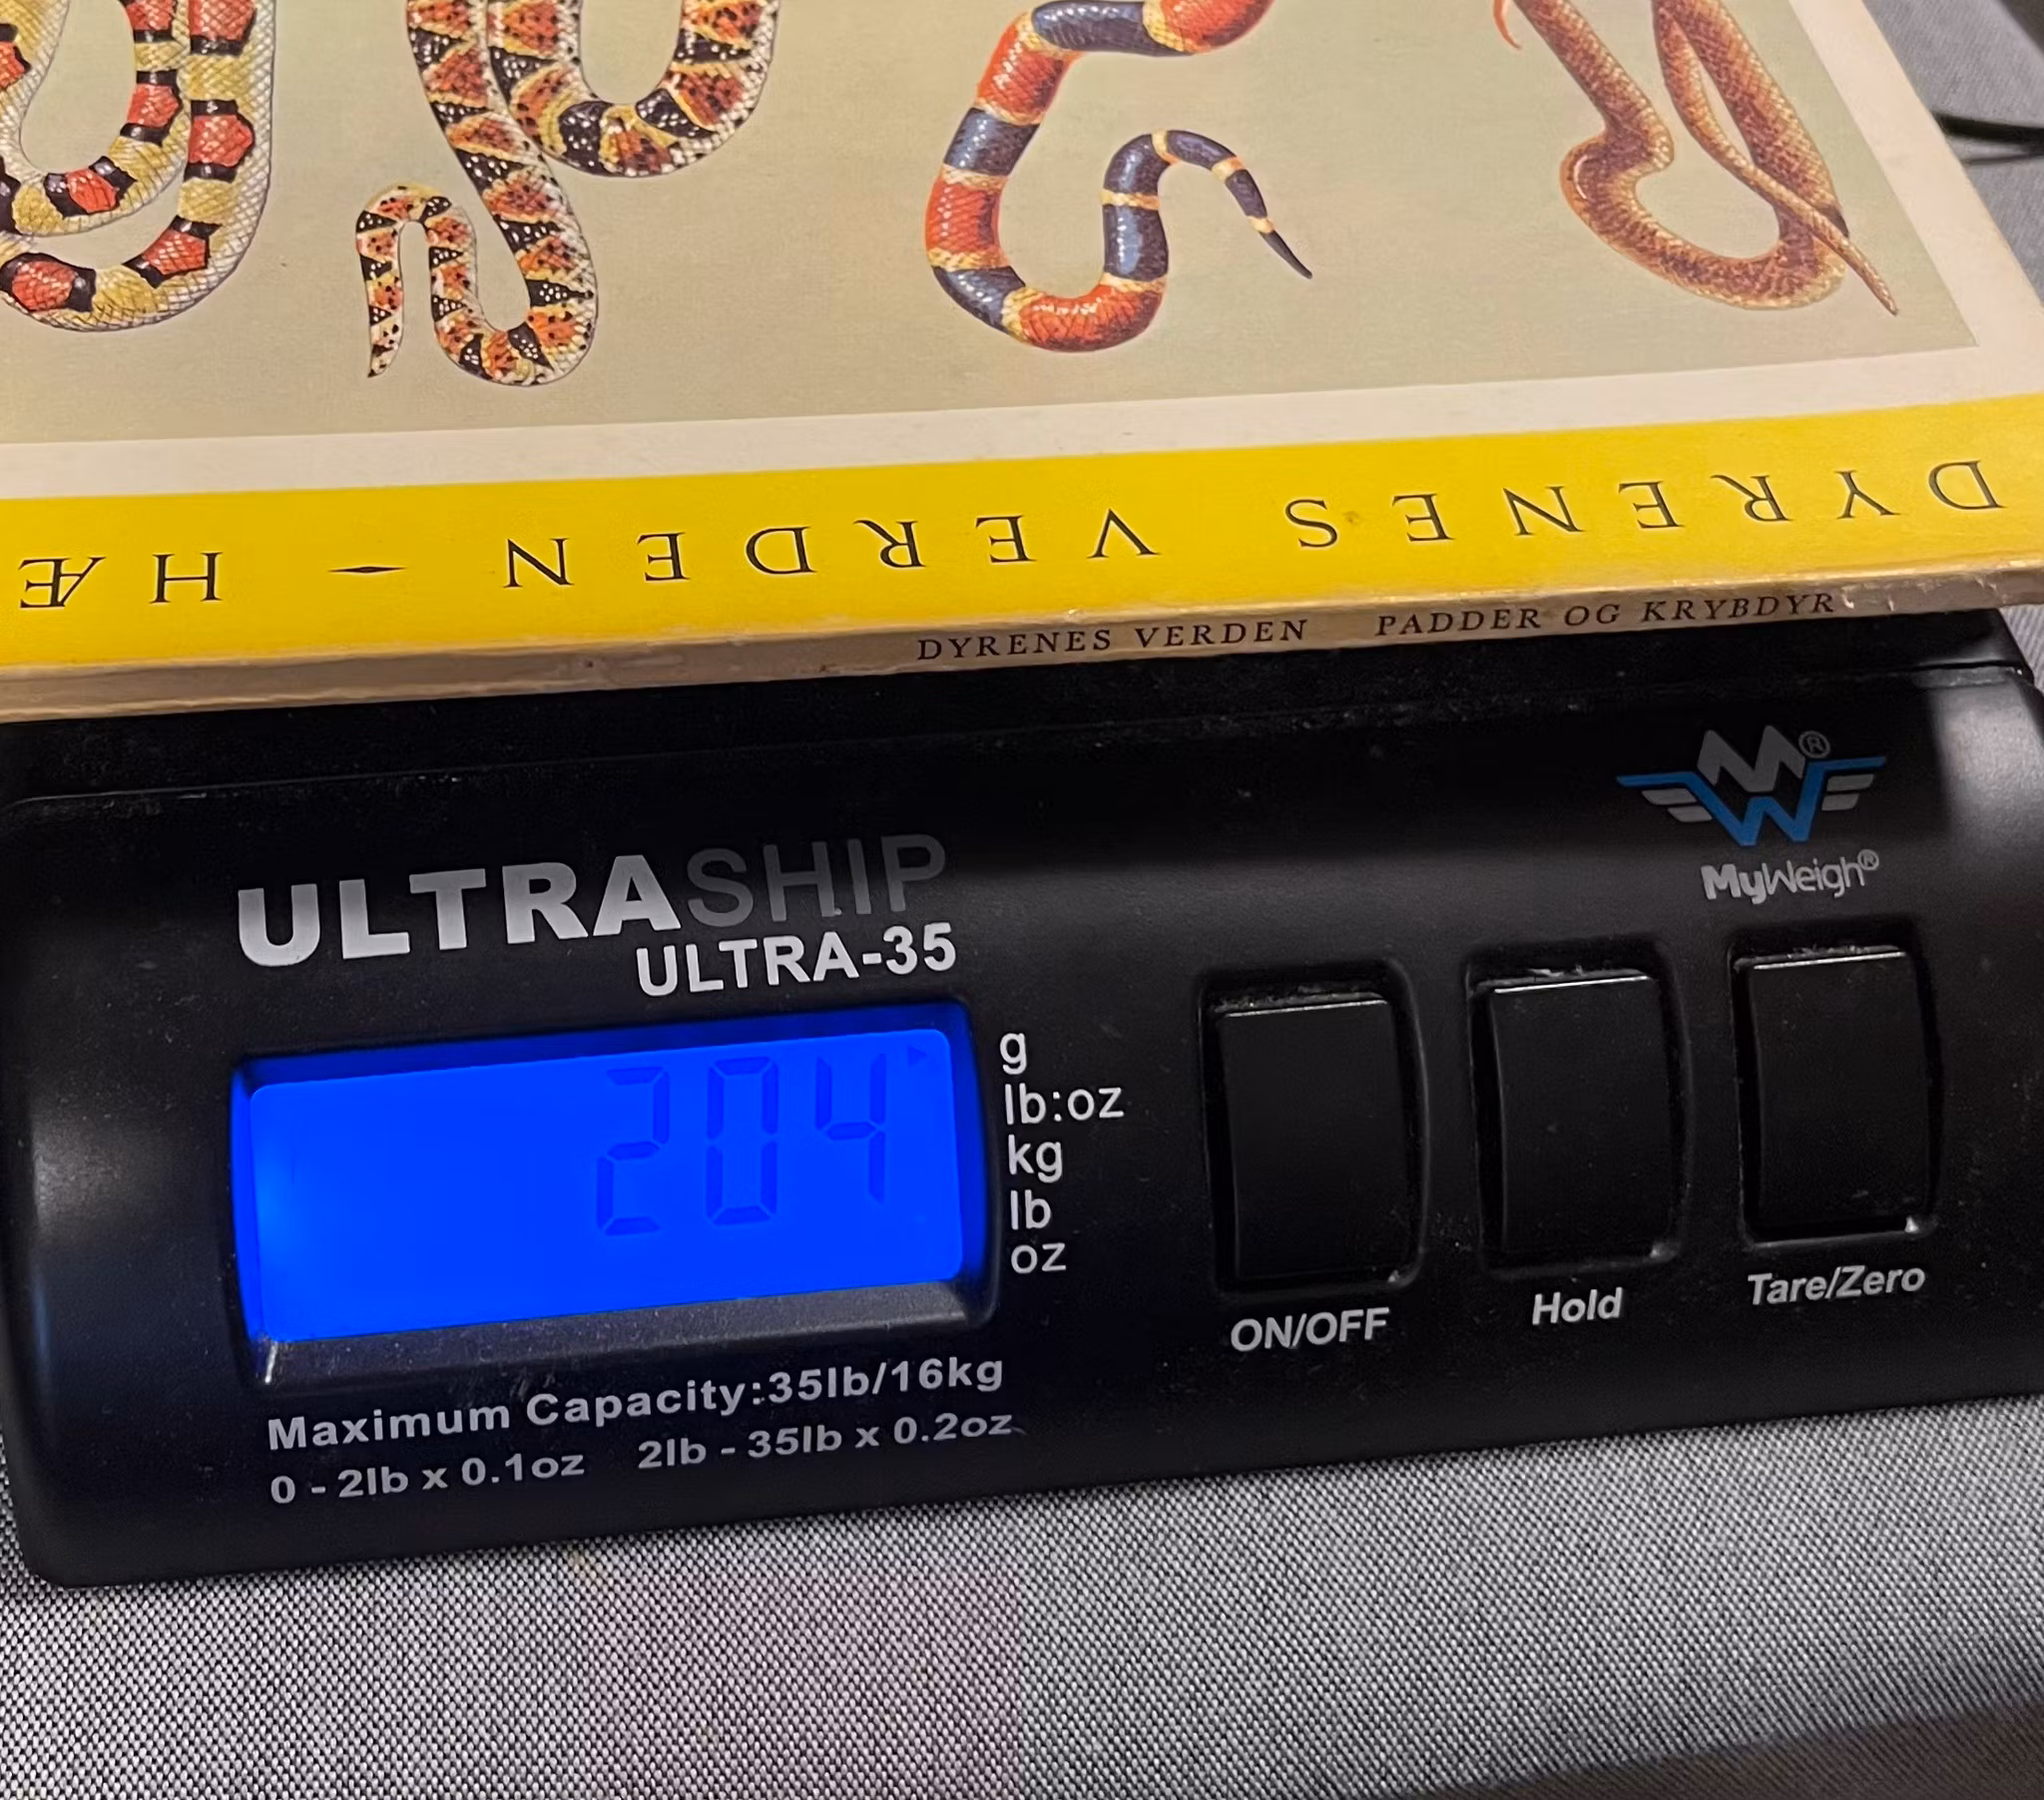 DYRENES VERDEN - HÆ
DYRENES VERDEN PADDER OG KRYBDYR
MW®
MyWeigh®
ULTRASHIP
ULTRA-35
204
g
lb:oz
kg
lb
oz
ON/OFF
Hold
Tare/Zero
Maximum Capacity:35lb/16kg
0 - 2lb x 0.1oz 2lb - 35lb x 0.2oz